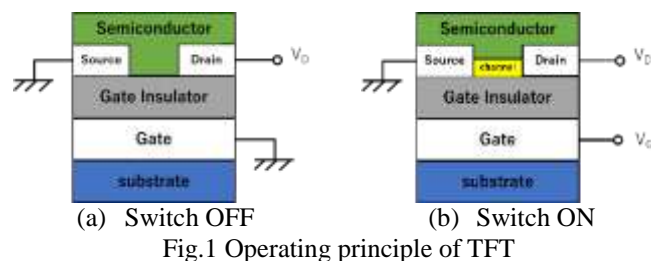 Semiconductor
Source Drain V_D
Gate Insulator
Gate
substrate
(a) Switch OFF
Semiconductor
Source channel Drain V_D
Gate Insulator
Gate V_G
substrate
(b) Switch ON
Fig.1 Operating principle of TFT